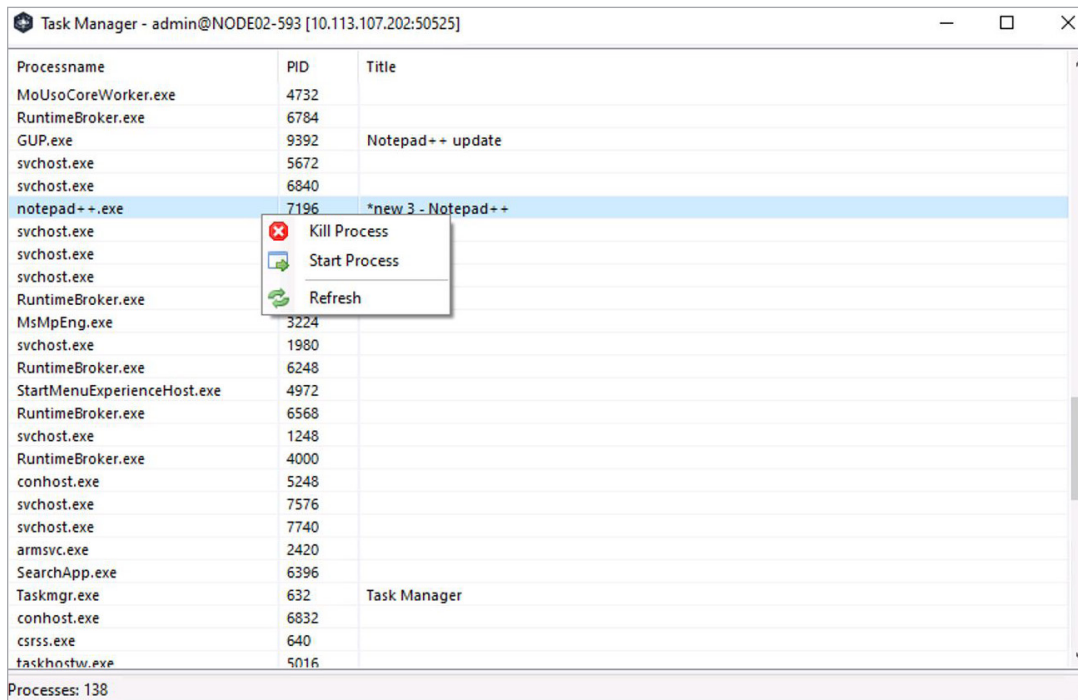 Task Manager - admin@NODE02-593 [10.113.107.202:50525]
Processname PID Title
MoUsoCoreWorker.exe 4732
RuntimeBroker.exe 6784
GUP.exe 9392 Notepad++ update
svchost.exe 5672
svchost.exe 6840
notepad++.exe 7196 *new 3 - Notepad++
svchost.exe Kill Process
svchost.exe Start Process
svchost.exe
RuntimeBroker.exe Refresh
MsMpEng.exe 3224
svchost.exe 1980
RuntimeBroker.exe 6248
StartMenuExperienceHost.exe 4972
RuntimeBroker.exe 6568
svchost.exe 1248
RuntimeBroker.exe 4000
conhost.exe 5248
svchost.exe 7576
svchost.exe 7740
armsvc.exe 2420
SearchApp.exe 6396
Taskmgr.exe 632 Task Manager
conhost.exe 6832
csrss.exe 640
taskhostw.exe 5016
Processes: 138